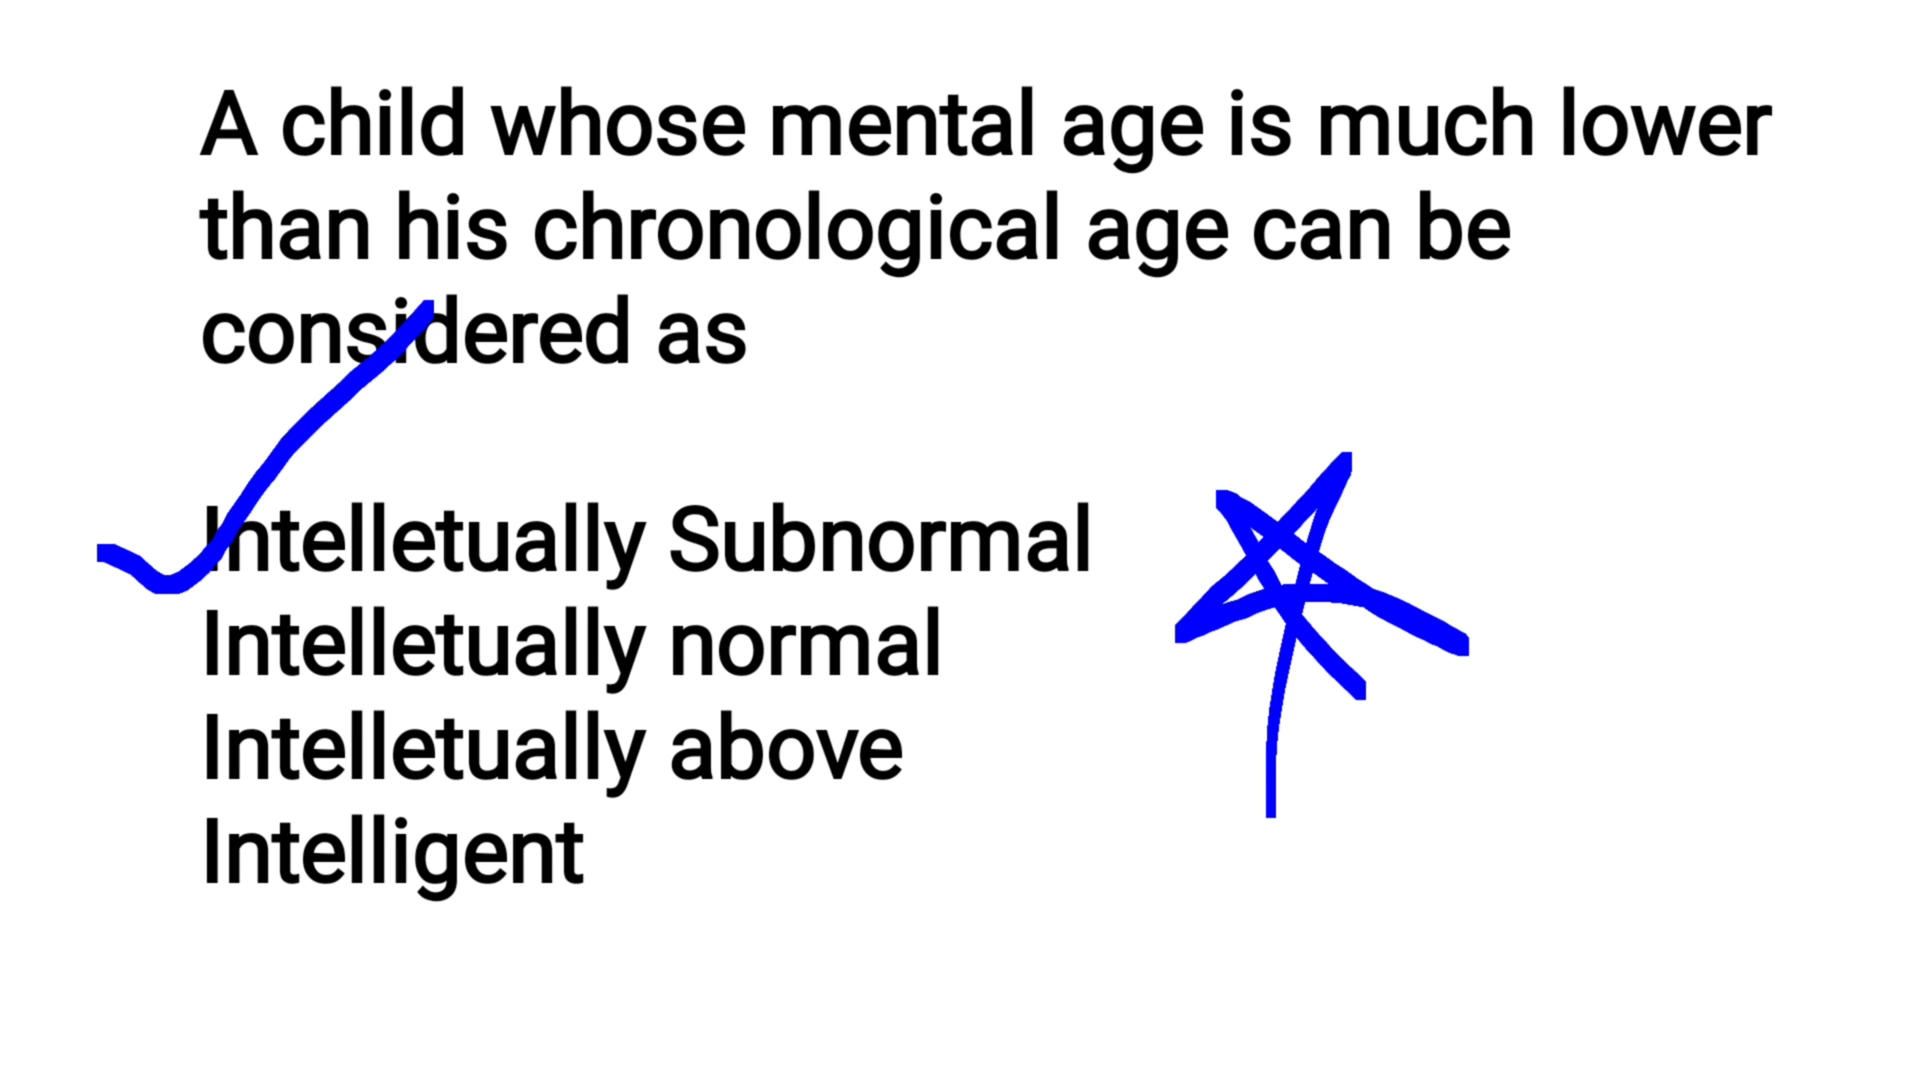 A child whose mental age is much lower
than his chronological age can be
considered as
Intelletually Subnormal
Intelletually normal
Intelletually above
Intelligent